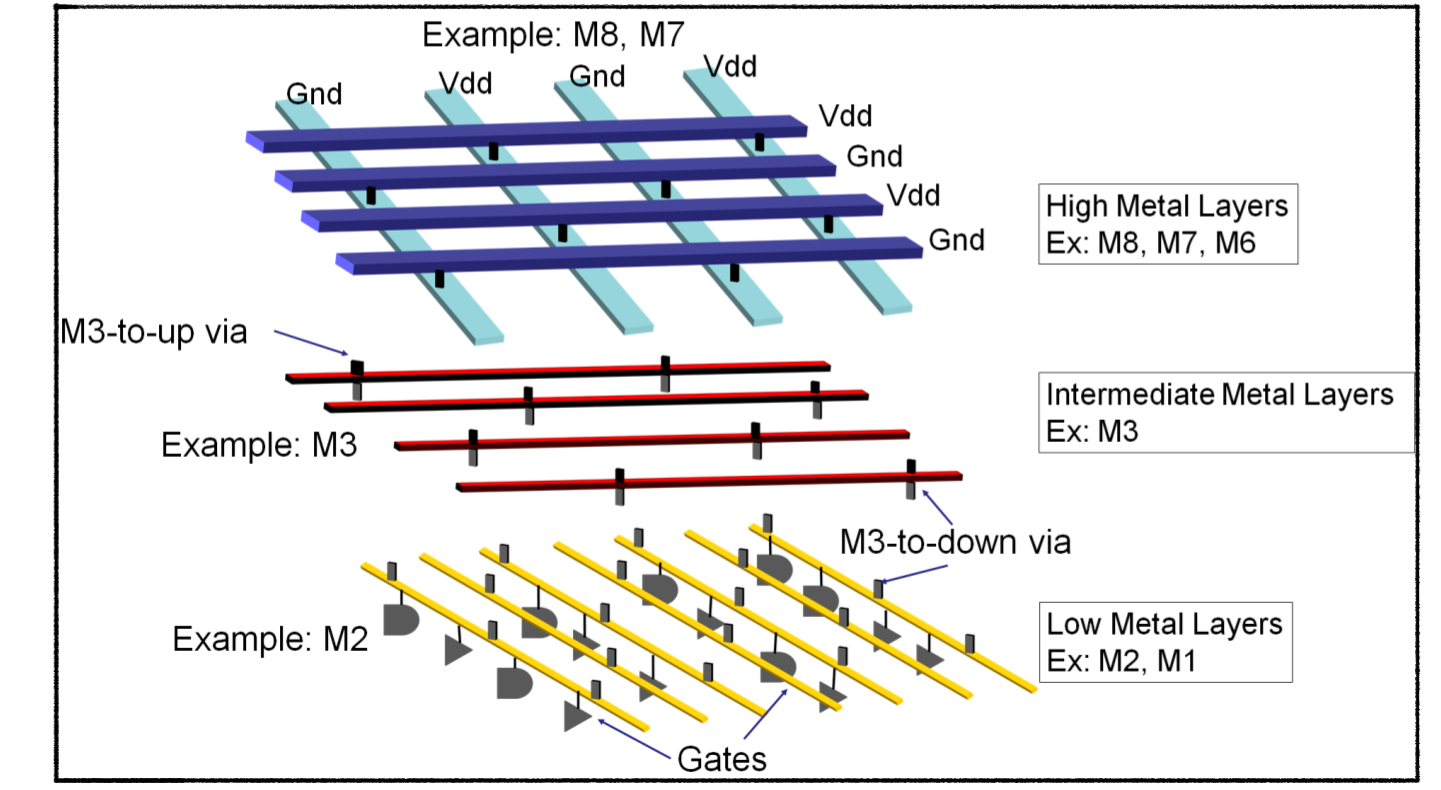 Example: M8, M7
Gnd
Vdd
Gnd
Vdd
Vdd
Gnd
Vdd
Gnd
High Metal Layers
Ex: M8, M7, M6
M3-to-up via
Intermediate Metal Layers
Ex: M3
Example: M3
M3-to-down via
Example: M2
Low Metal Layers
Ex: M2, M1
Gates